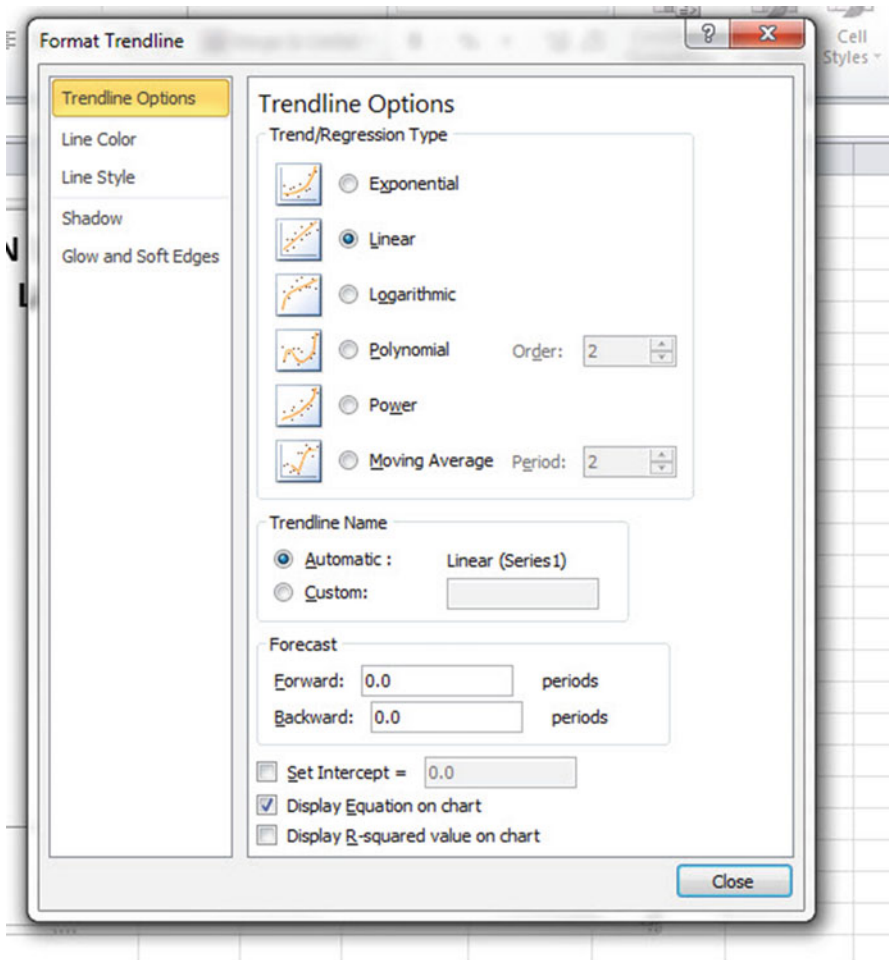 Format Trendline
Cell
Styles
Trendline Options
Line Color
Line Style
Shadow
Glow and Soft Edges
Trendline Options
Trend/Regression Type
Exponential
Linear
Logarithmic
Polynomial Order: 2
Power
Moving Average Period: 2
Trendline Name
Automatic : Linear (Series1)
Custom:
Forecast
Forward: 0.0 periods
Backward: 0.0 periods
Set Intercept = 0.0
Display Equation on chart
Display R-squared value on chart
Close